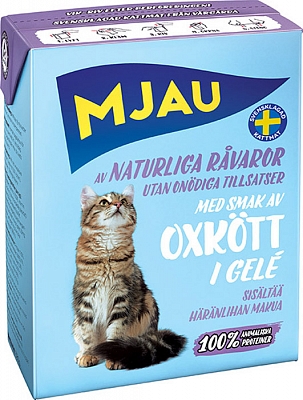 MJAU
SVENSKLAGAD
KATTMAT
AV NATURLIGA RÅVAROR
UTAN ONÖDIGA TILLSATSER
MED SMAK AV
OXKÖTT
I GELÉ
SISÄLTÄÄ
HÄRÄNLIHAN MAKUA
100% ANIMALISKA
PROTEINER